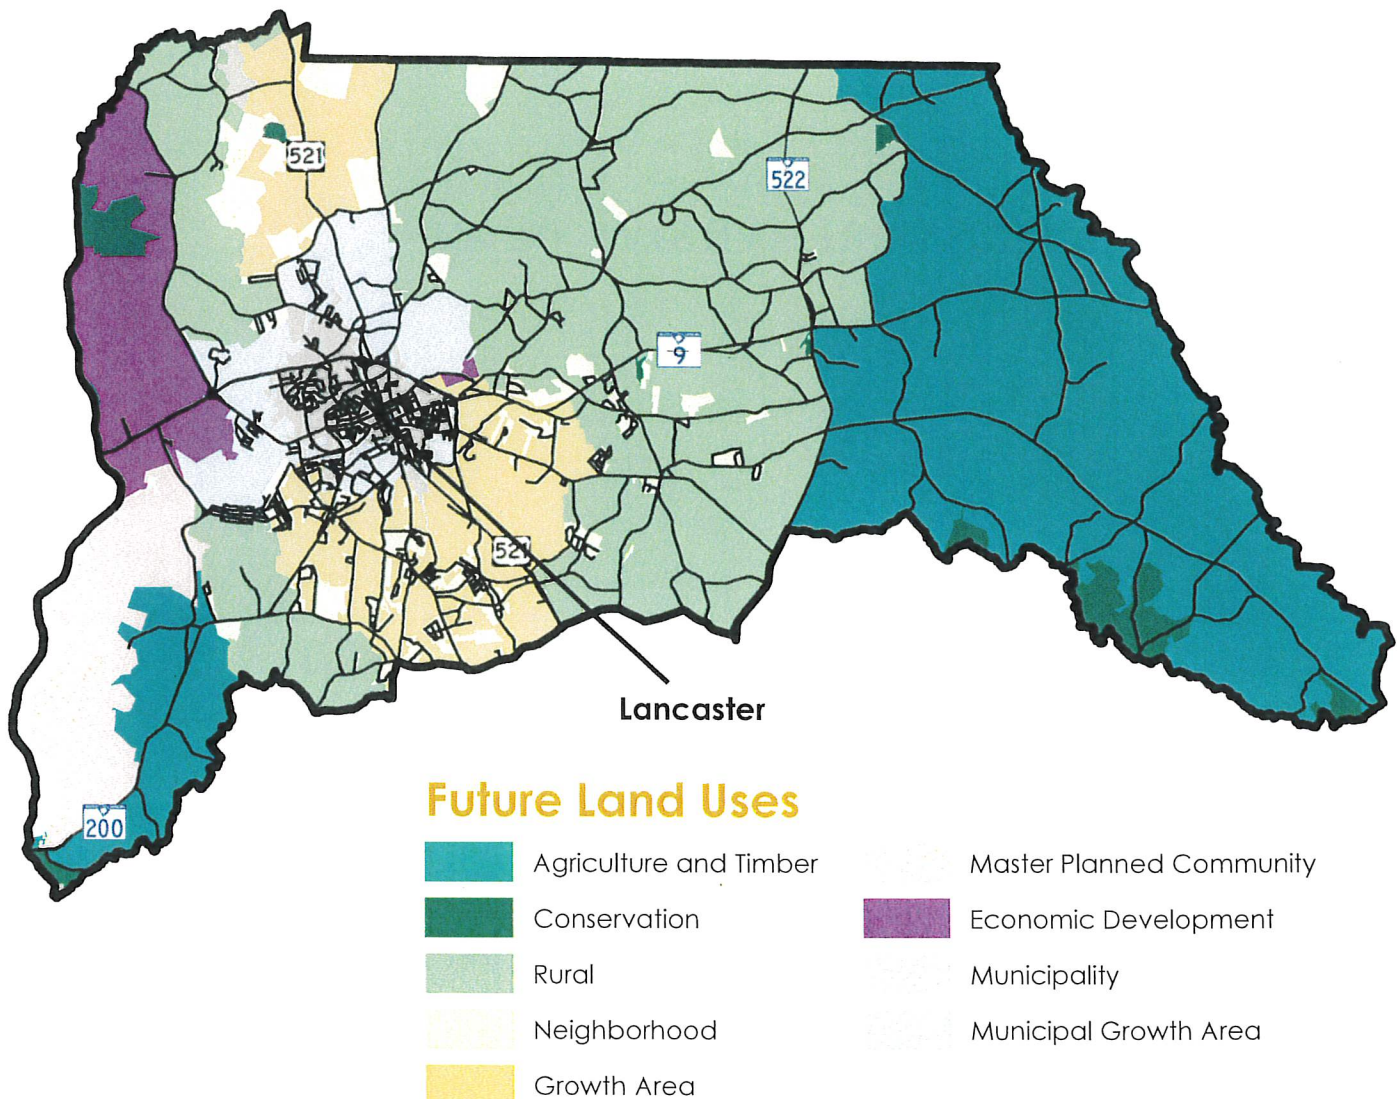 521
522
9
521
Lancaster
200
Future Land Uses
Agriculture and Timber
Conservation
Rural
Neighborhood
Growth Area
Master Planned Community
Economic Development
Municipality
Municipal Growth Area